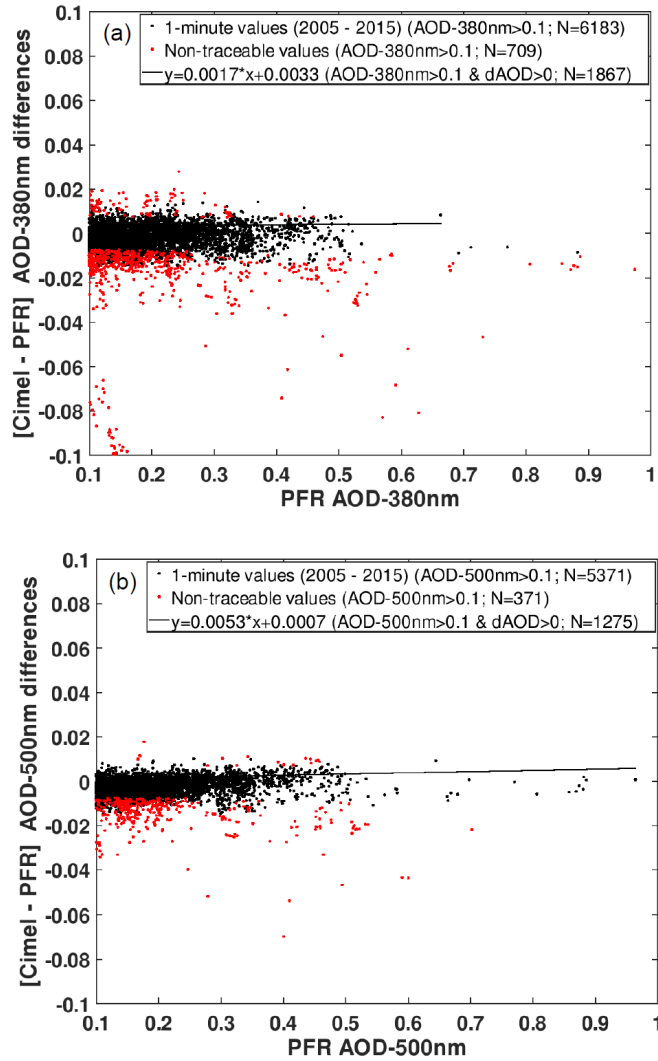 (a)
1-minute values (2005 - 2015) (AOD-380nm>0.1; N=6183)
Non-traceable values (AOD-380nm>0.1; N=709)
y=0.0017*x+0.0033 (AOD-380nm>0.1 & dAOD>0; N=1867)
[Cimel - PFR] AOD-380nm differences
0.1
0.08
0.06
0.04
0.02
0
-0.02
-0.04
-0.06
-0.08
-0.1
0.1 0.2 0.3 0.4 0.5 0.6 0.7 0.8 0.9 1
PFR AOD-380nm
(b)
1-minute values (2005 - 2015) (AOD-500nm>0.1; N=5371)
Non-traceable values (AOD-500nm>0.1; N=371)
y=0.0053*x+0.0007 (AOD-500nm>0.1 & dAOD>0; N=1275)
[Cimel - PFR] AOD-500nm differences
0.1
0.08
0.06
0.04
0.02
0
-0.02
-0.04
-0.06
-0.08
-0.1
0.1 0.2 0.3 0.4 0.5 0.6 0.7 0.8 0.9 1
PFR AOD-500nm